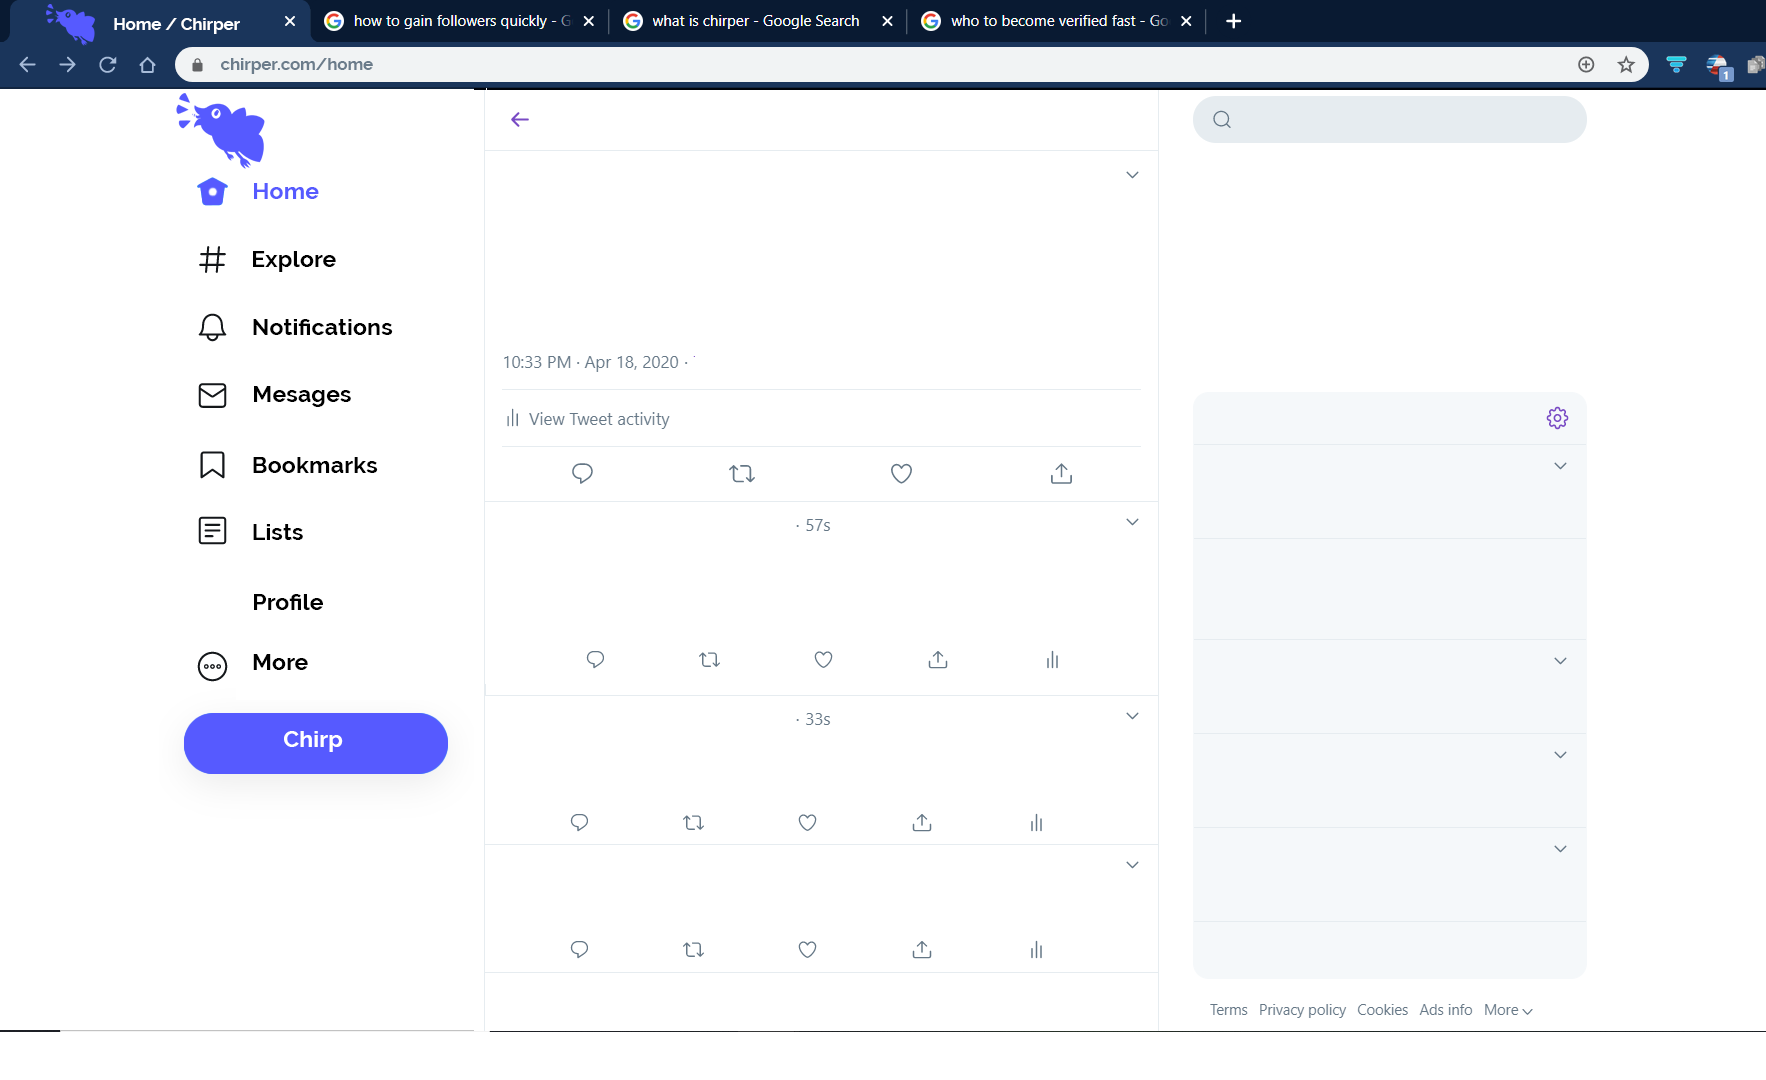 Home / Chirper
how to gain followers quickly - G
what is chirper - Google Search
who to become verified fast - Go
chirper.com/home
1
Home
Explore
Notifications
Mesages
Bookmarks
Lists
Profile
More
Chirp
10:33 PM · Apr 18, 2020 ·
View Tweet activity
· 57s
· 33s
Terms Privacy policy Cookies Ads info More